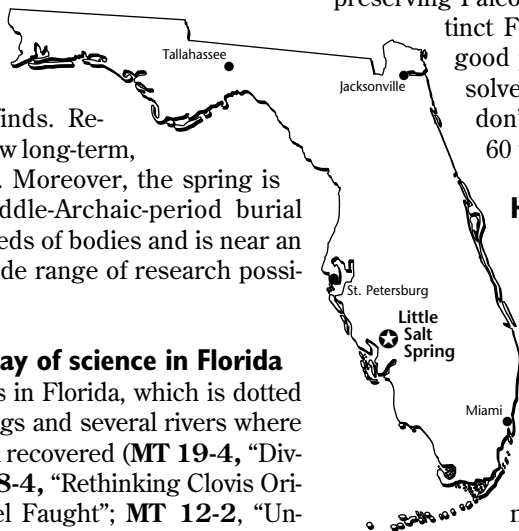 finds. Re-
w long-term,
. Moreover, the spring is
ddle-Archaic-period burial
eds of bodies and is near an
de range of research possi-
ay of science in Florida
s in Florida, which is dotted
gs and several rivers where
recovered (MT 19-4, “Div-
8-4, “Rethinking Clovis Ori-
el Faught”; MT 12-2, “Un-
Tallahassee
Jacksonville
St. Petersburg
Little
Salt
Spring
Miami
preserving Paleo
tinct F
good p
solve
don’
60
H